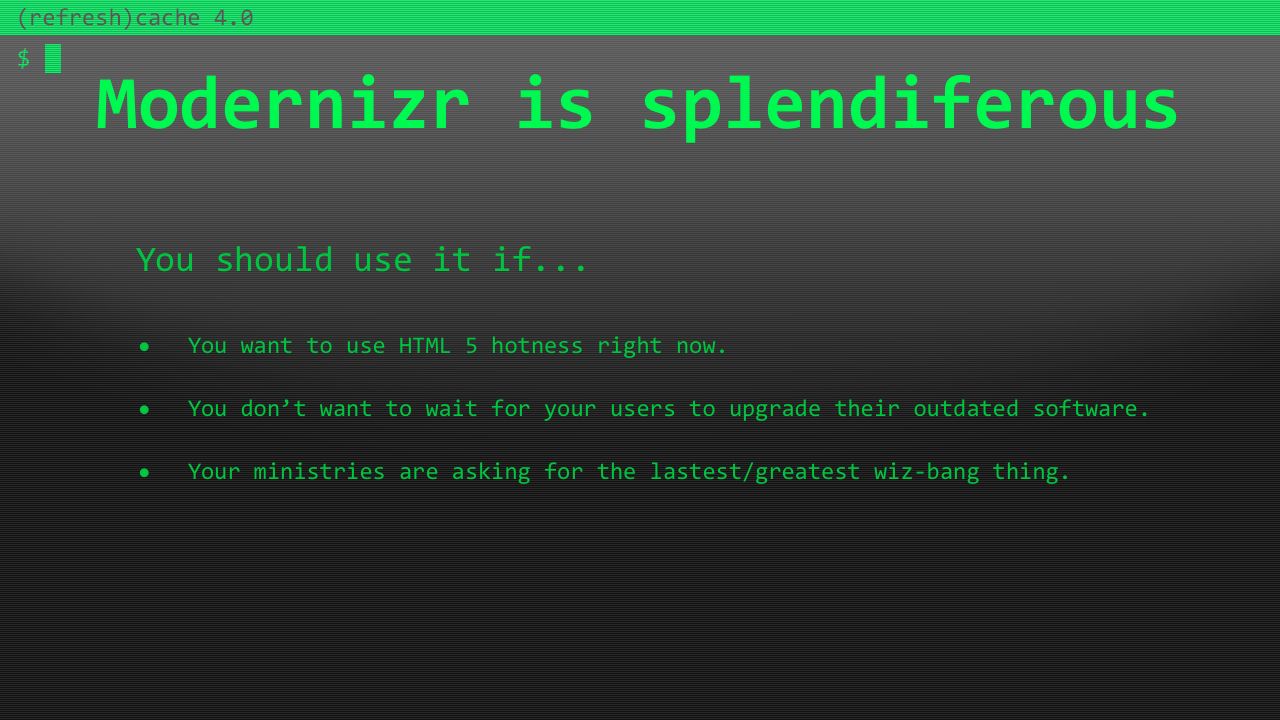 (refresh)cache 4.0
$
Modernizr is splendiferous
You should use it if...
● You want to use HTML 5 hotness right now.
● You don’t want to wait for your users to upgrade their outdated software.
● Your ministries are asking for the lastest/greatest wiz-bang thing.